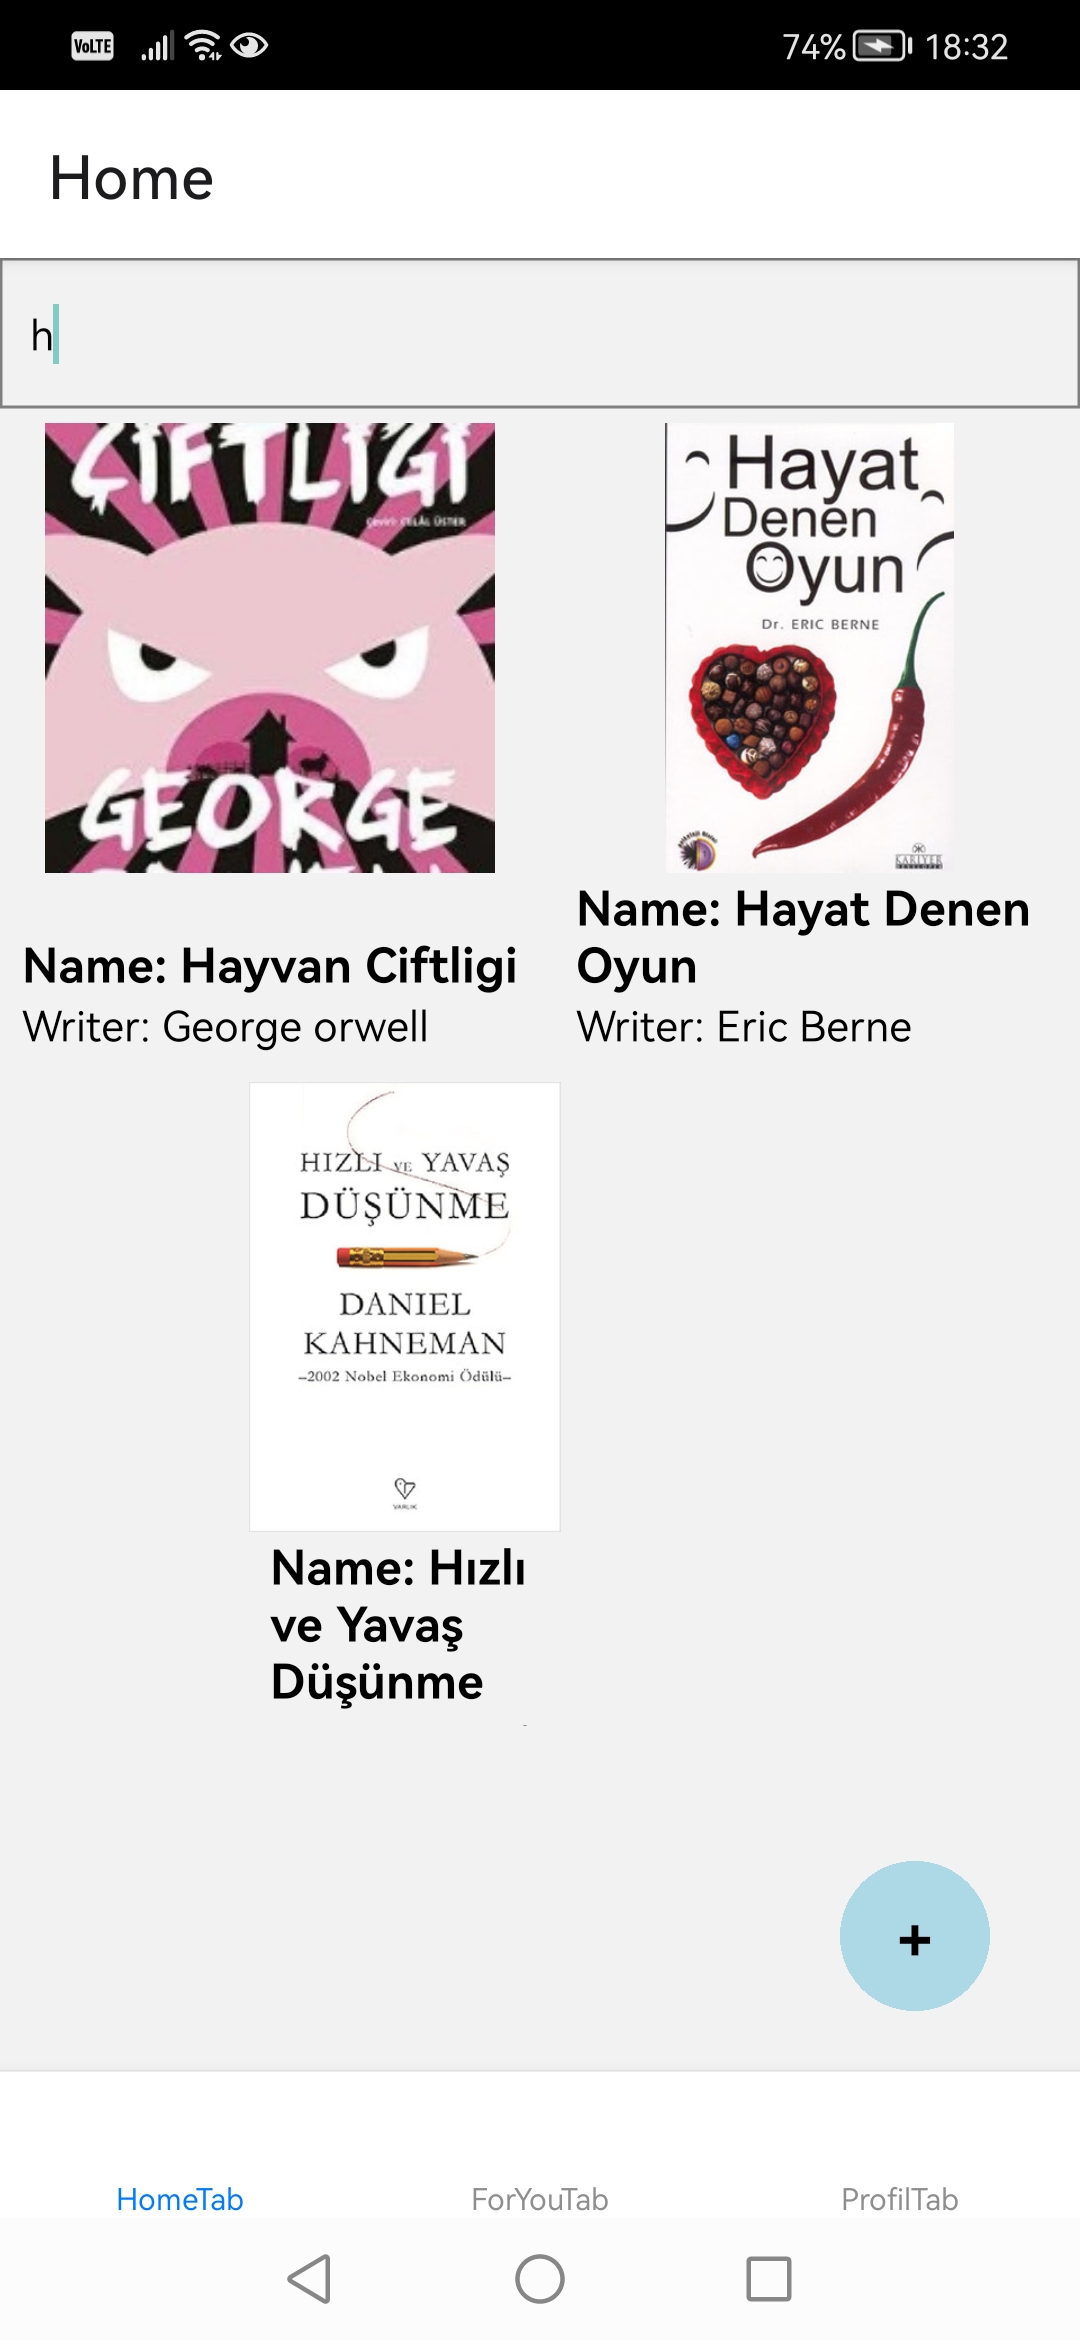 VoLTE
74%
18:32
Home
h
ÇİFTLİĞİ
Çeviri: CELÂL ÜSTER
GEORGE
Hayat
Denen
Oyun
Dr. ERIC BERNE
KARİYER
Name: Hayvan Ciftligi
Writer: George orwell
Name: Hayat Denen
Oyun
Writer: Eric Berne
HIZLI VE YAVAŞ
DÜŞÜNME
DANIEL
KAHNEMAN
–2002 Nobel Ekonomi Ödülü–
VARLIK
Name: Hızlı
ve Yavaş
Düşünme
+
HomeTab
ForYouTab
ProfilTab